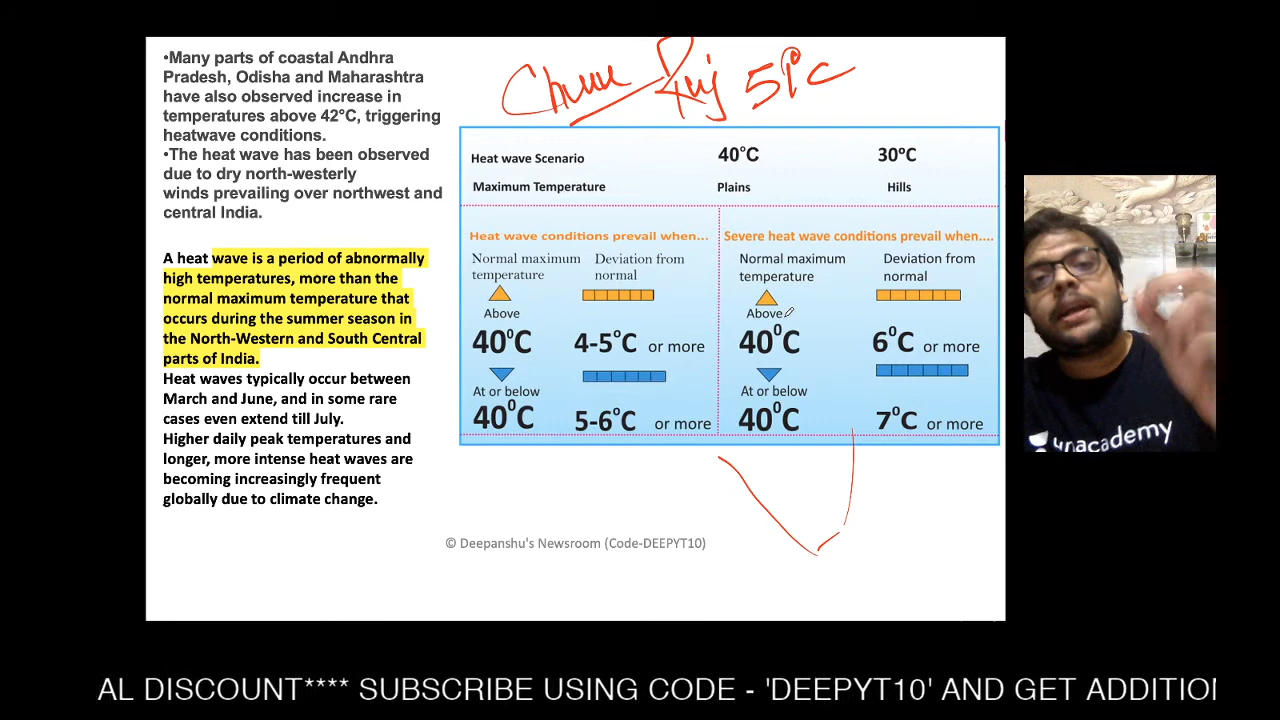 •Many parts of coastal Andhra
Pradesh, Odisha and Maharashtra
have also observed increase in
temperatures above 42°C, triggering
heatwave conditions.
•The heat wave has been observed
due to dry north-westerly
winds prevailing over northwest and
central India.
A heat wave is a period of abnormally
high temperatures, more than the
normal maximum temperature that
occurs during the summer season in
the North-Western and South Central
parts of India.
Heat waves typically occur between
March and June, and in some rare
cases even extend till July.
Higher daily peak temperatures and
longer, more intense heat waves are
becoming increasingly frequent
globally due to climate change.
51°C
Heat wave Scenario 40°C 30°C
Maximum Temperature Plains Hills
Heat wave conditions prevail when...
Normal maximum temperature
Deviation from normal
Above
40°C 4-5°C or more
At or below
40°C 5-6°C or more
Severe heat wave conditions prevail when....
Normal maximum temperature
Deviation from normal
Above
40°C 6°C or more
At or below
40°C 7°C or more
© Deepanshu's Newsroom (Code-DEEPYT10)
unacademy
AL DISCOUNT**** SUBSCRIBE USING CODE - 'DEEPYT10' AND GET ADDITIO